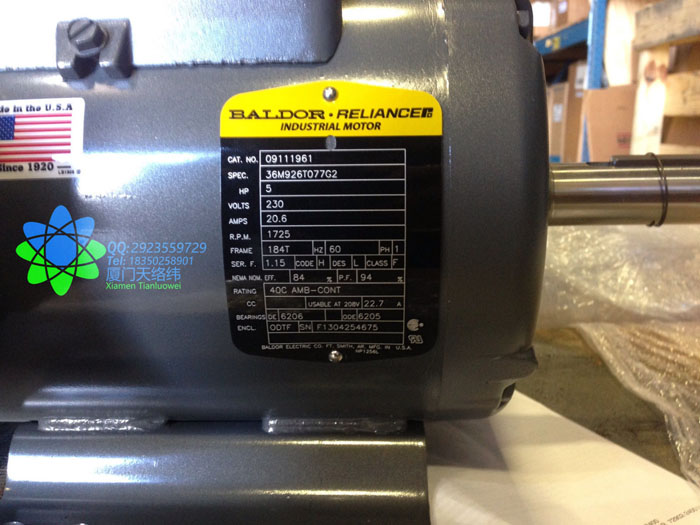 de in the U.S.A
Since 1920
BALDOR • RELIANCE
INDUSTRIAL MOTOR
CAT. NO. 09111961
SPEC. 36M926T077G2
HP 5
VOLTS 230
AMPS 20.6
R.P.M. 1725
FRAME 184T HZ 60 PH 1
SER. F. 1.15 CODE H DES L CLASS F
NEMA NOM. EFF. 84 % P.F. 94 %
RATING 40C AMB-CONT
CC USABLE AT 208V 22.7 A
BEARINGS DE 6206 ODE 6205
ENCL. ODTF SN F1304254675
BALDOR ELECTRIC CO. FT. SMITH, AR. MFG. IN U.S.A.
NP1256L
QQ:2923559729
Tel: 18350258901
厦门天络纬
Xiamen Tianluowei